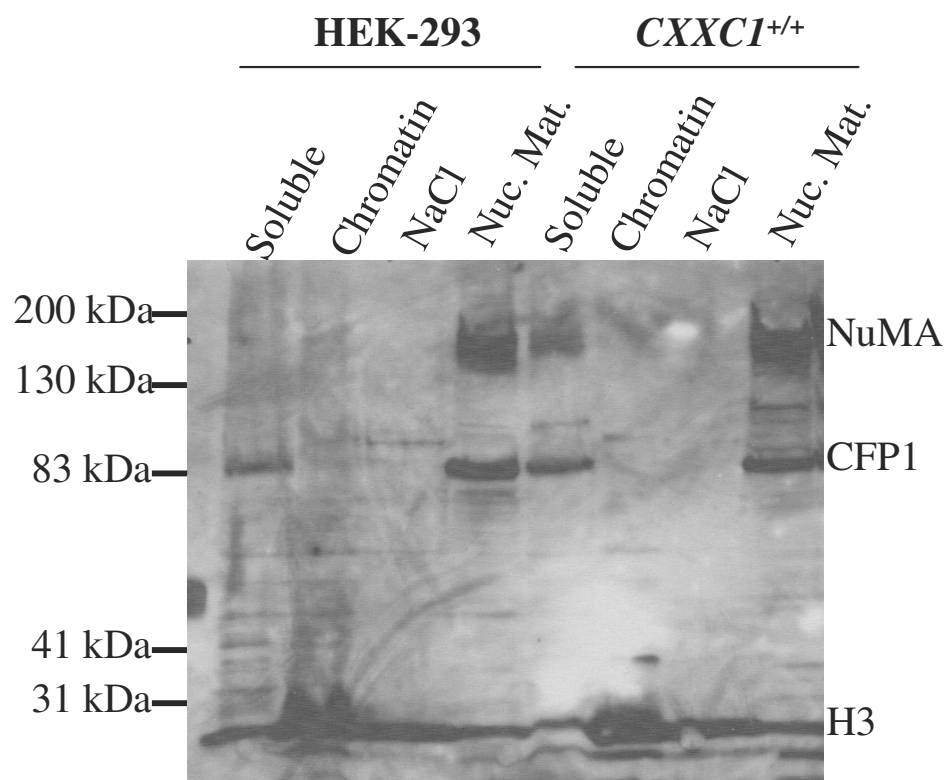 HEK-293 CXXC1+/+
Soluble Chromatin NaCl Nuc. Mat. Soluble Chromatin NaCl Nuc. Mat.
200 kDa NuMA
130 kDa
83 kDa CFP1
41 kDa
31 kDa H3